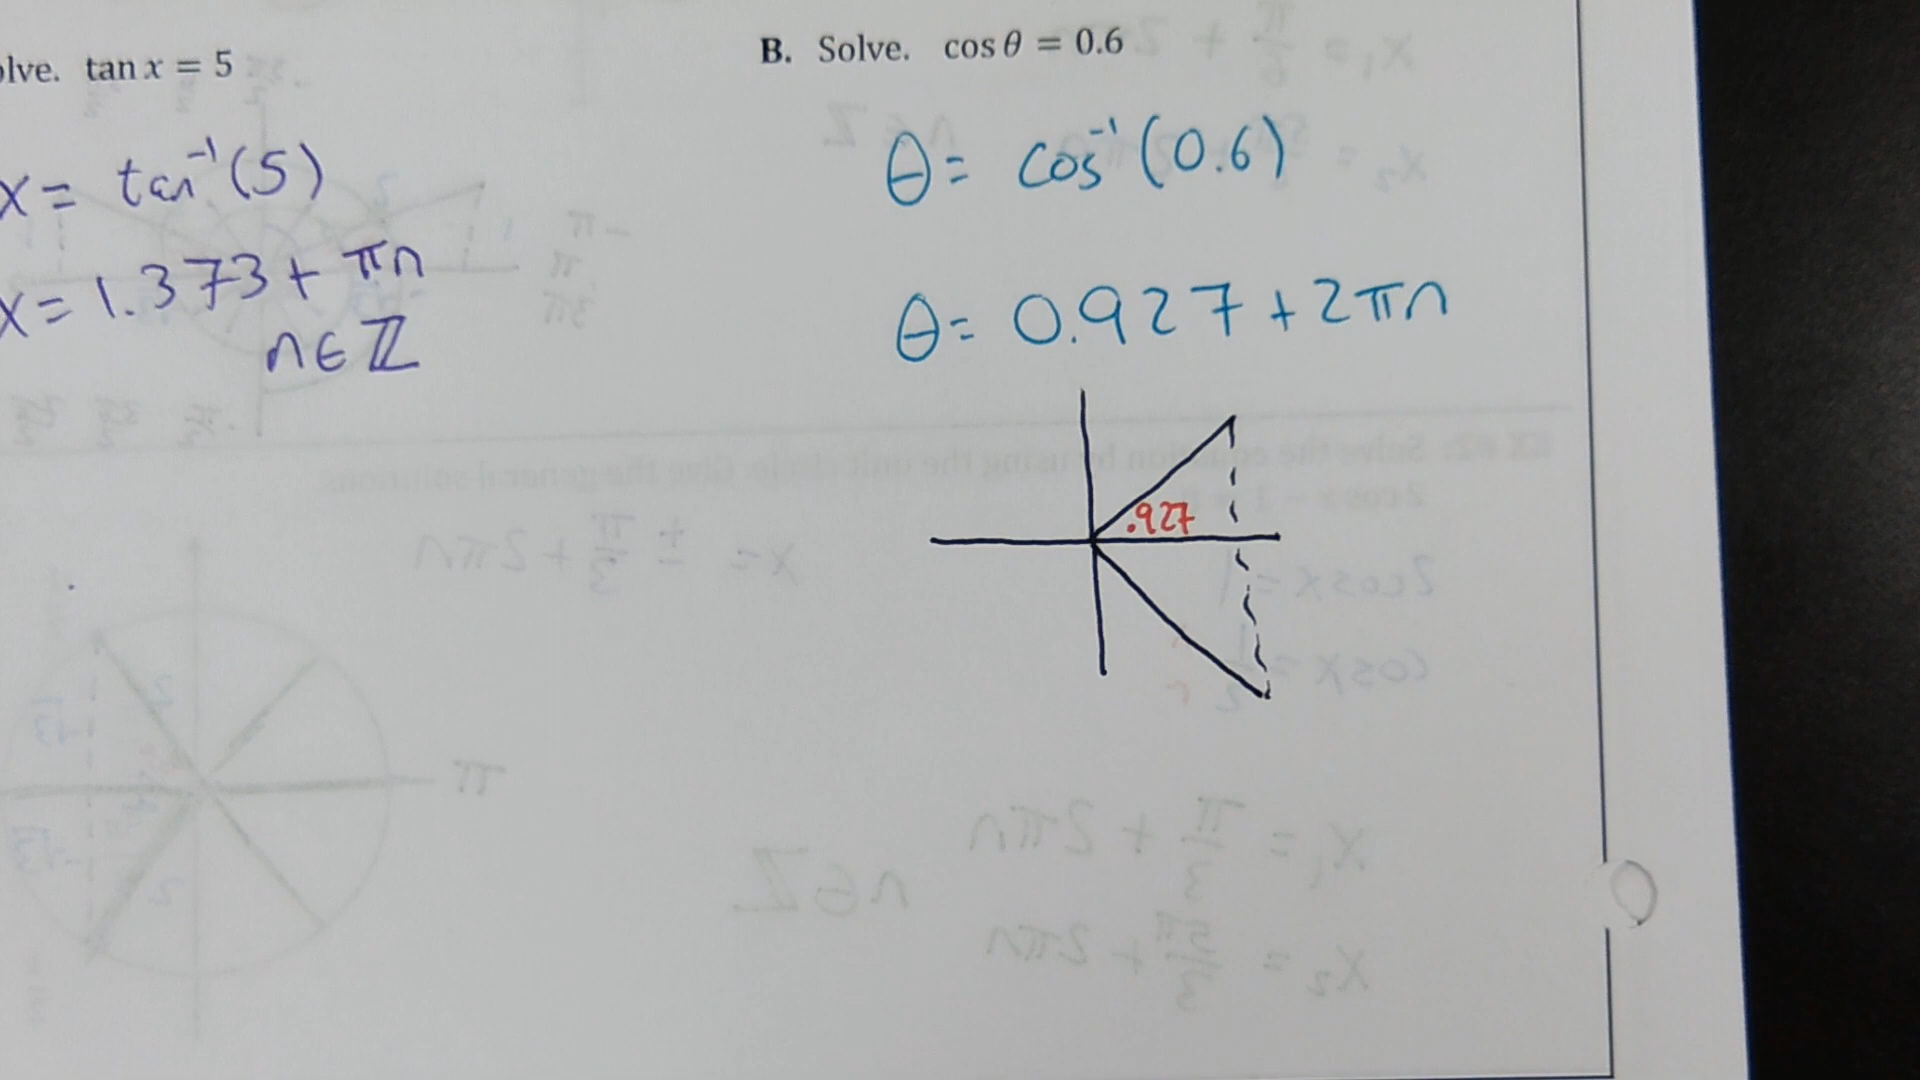 olve. tan x = 5
x = tan⁻¹(5)
x = 1.373 + πn
n∈ℤ
B. Solve. cos θ = 0.6
θ = cos⁻¹(0.6)
θ = 0.927 + 2πn
.927